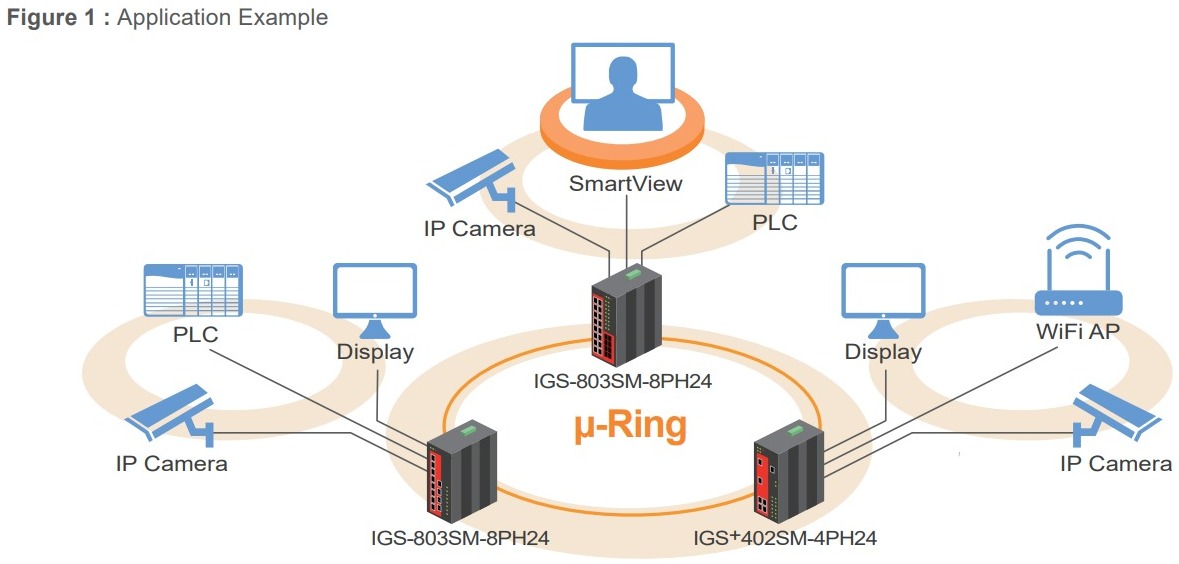 Figure 1 : Application Example
SmartView
IP Camera
PLC
PLC
Display
Display
WiFi AP
IGS-803SM-8PH24
µ-Ring
IP Camera
IP Camera
IGS-803SM-8PH24
IGS+402SM-4PH24